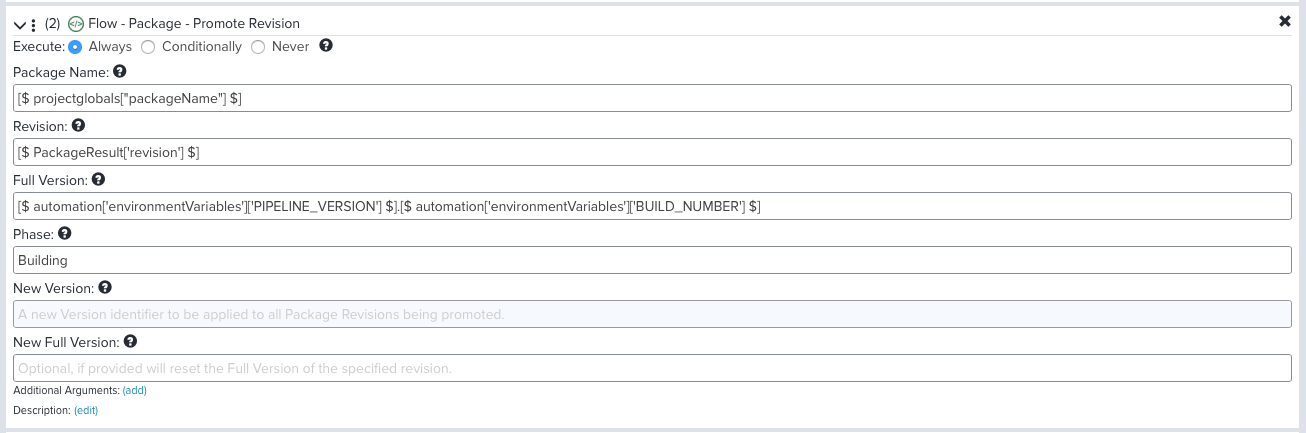 (2) </> Flow - Package - Promote Revision
Execute: Always Conditionally Never ?
Package Name: ?
[$ projectglobals["packageName"] $]
Revision: ?
[$ PackageResult['revision'] $]
Full Version: ?
[$ automation['environmentVariables']['PIPELINE_VERSION'] $].[$ automation['environmentVariables']['BUILD_NUMBER'] $]
Phase: ?
Building
New Version: ?
A new Version identifier to be applied to all Package Revisions being promoted.
New Full Version: ?
Optional, if provided will reset the Full Version of the specified revision.
Additional Arguments: (add)
Description: (edit)